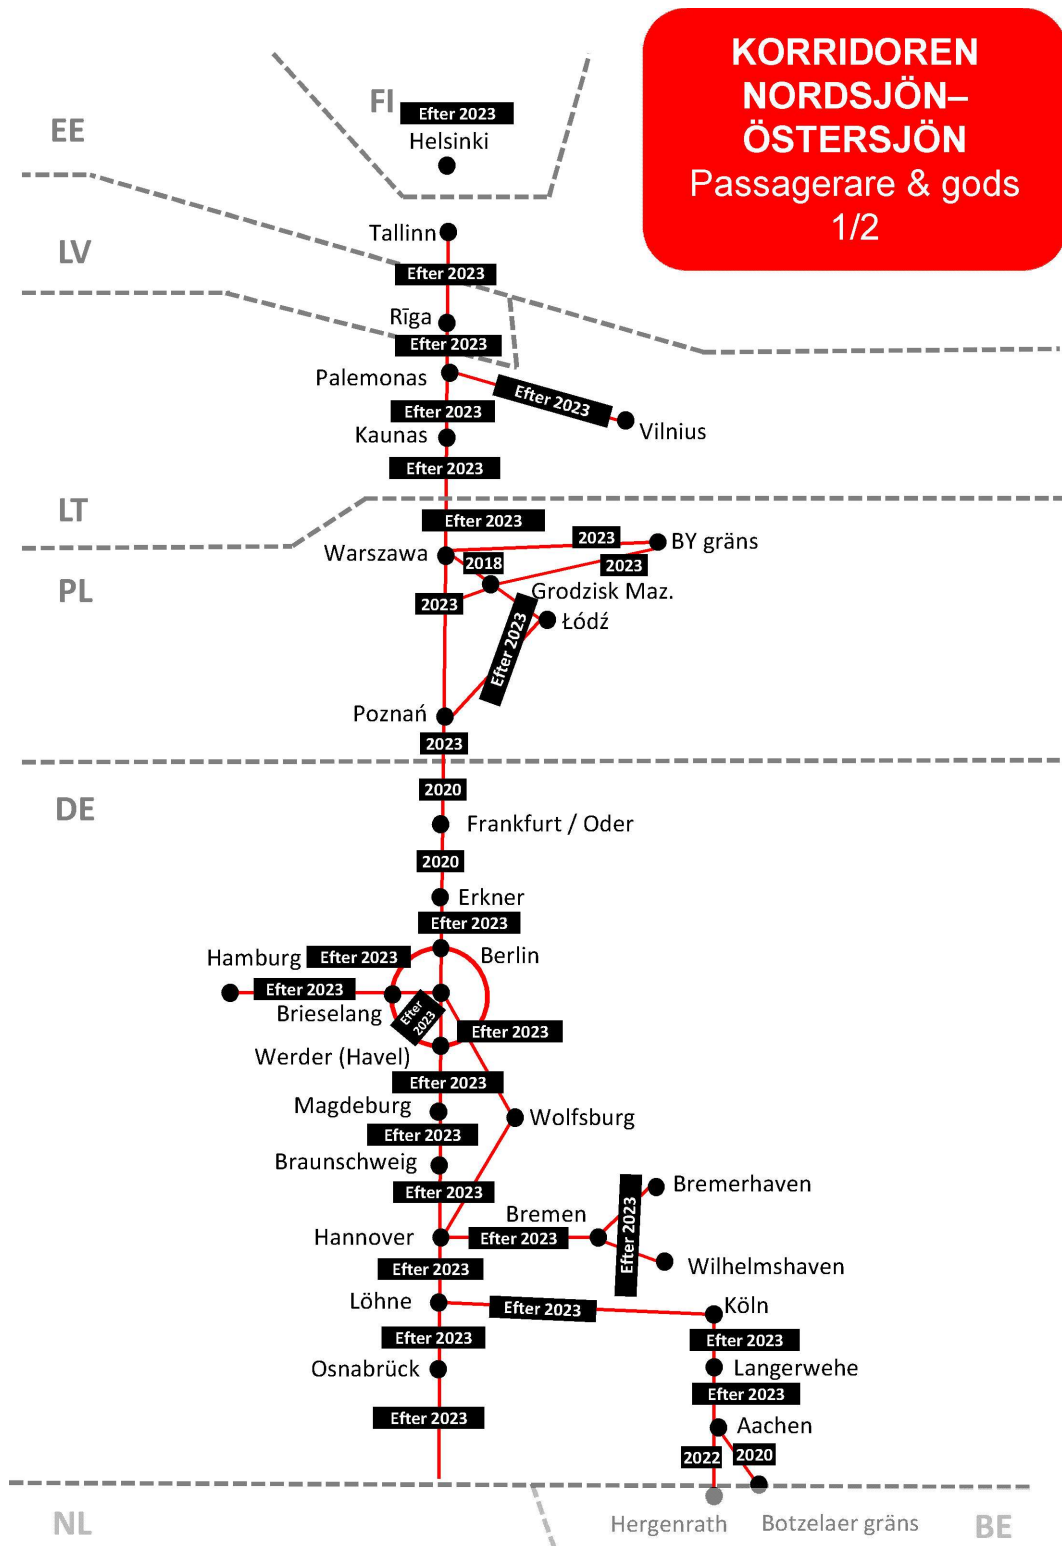 KORRIDOREN
NORDSJÖN–
ÖSTERSJÖN
Passagerare & gods
1/2
FI
Efter 2023
Helsinki
EE
Tallinn
LV
Efter 2023
Rīga
Efter 2023
Palemonas
Efter 2023
Efter 2023
Vilnius
Kaunas
Efter 2023
LT
Efter 2023
2023
BY gräns
Warszawa
2018
2023
PL
Grodzisk Maz.
2023
Łódź
Efter 2023
Poznań
2023
2020
DE
Frankfurt / Oder
2020
Erkner
Efter 2023
Hamburg
Efter 2023
Berlin
Efter 2023
Brieselang
Efter
2023
Efter 2023
Werder (Havel)
Efter 2023
Magdeburg
Wolfsburg
Efter 2023
Braunschweig
Efter 2023
Bremerhaven
Bremen
Efter 2023
Hannover
Efter 2023
Wilhelmshaven
Efter 2023
Löhne
Efter 2023
Köln
Efter 2023
Efter 2023
Osnabrück
Langerwehe
Efter 2023
Efter 2023
Aachen
2022
2020
NL
Hergenrath
Botzelaer gräns
BE